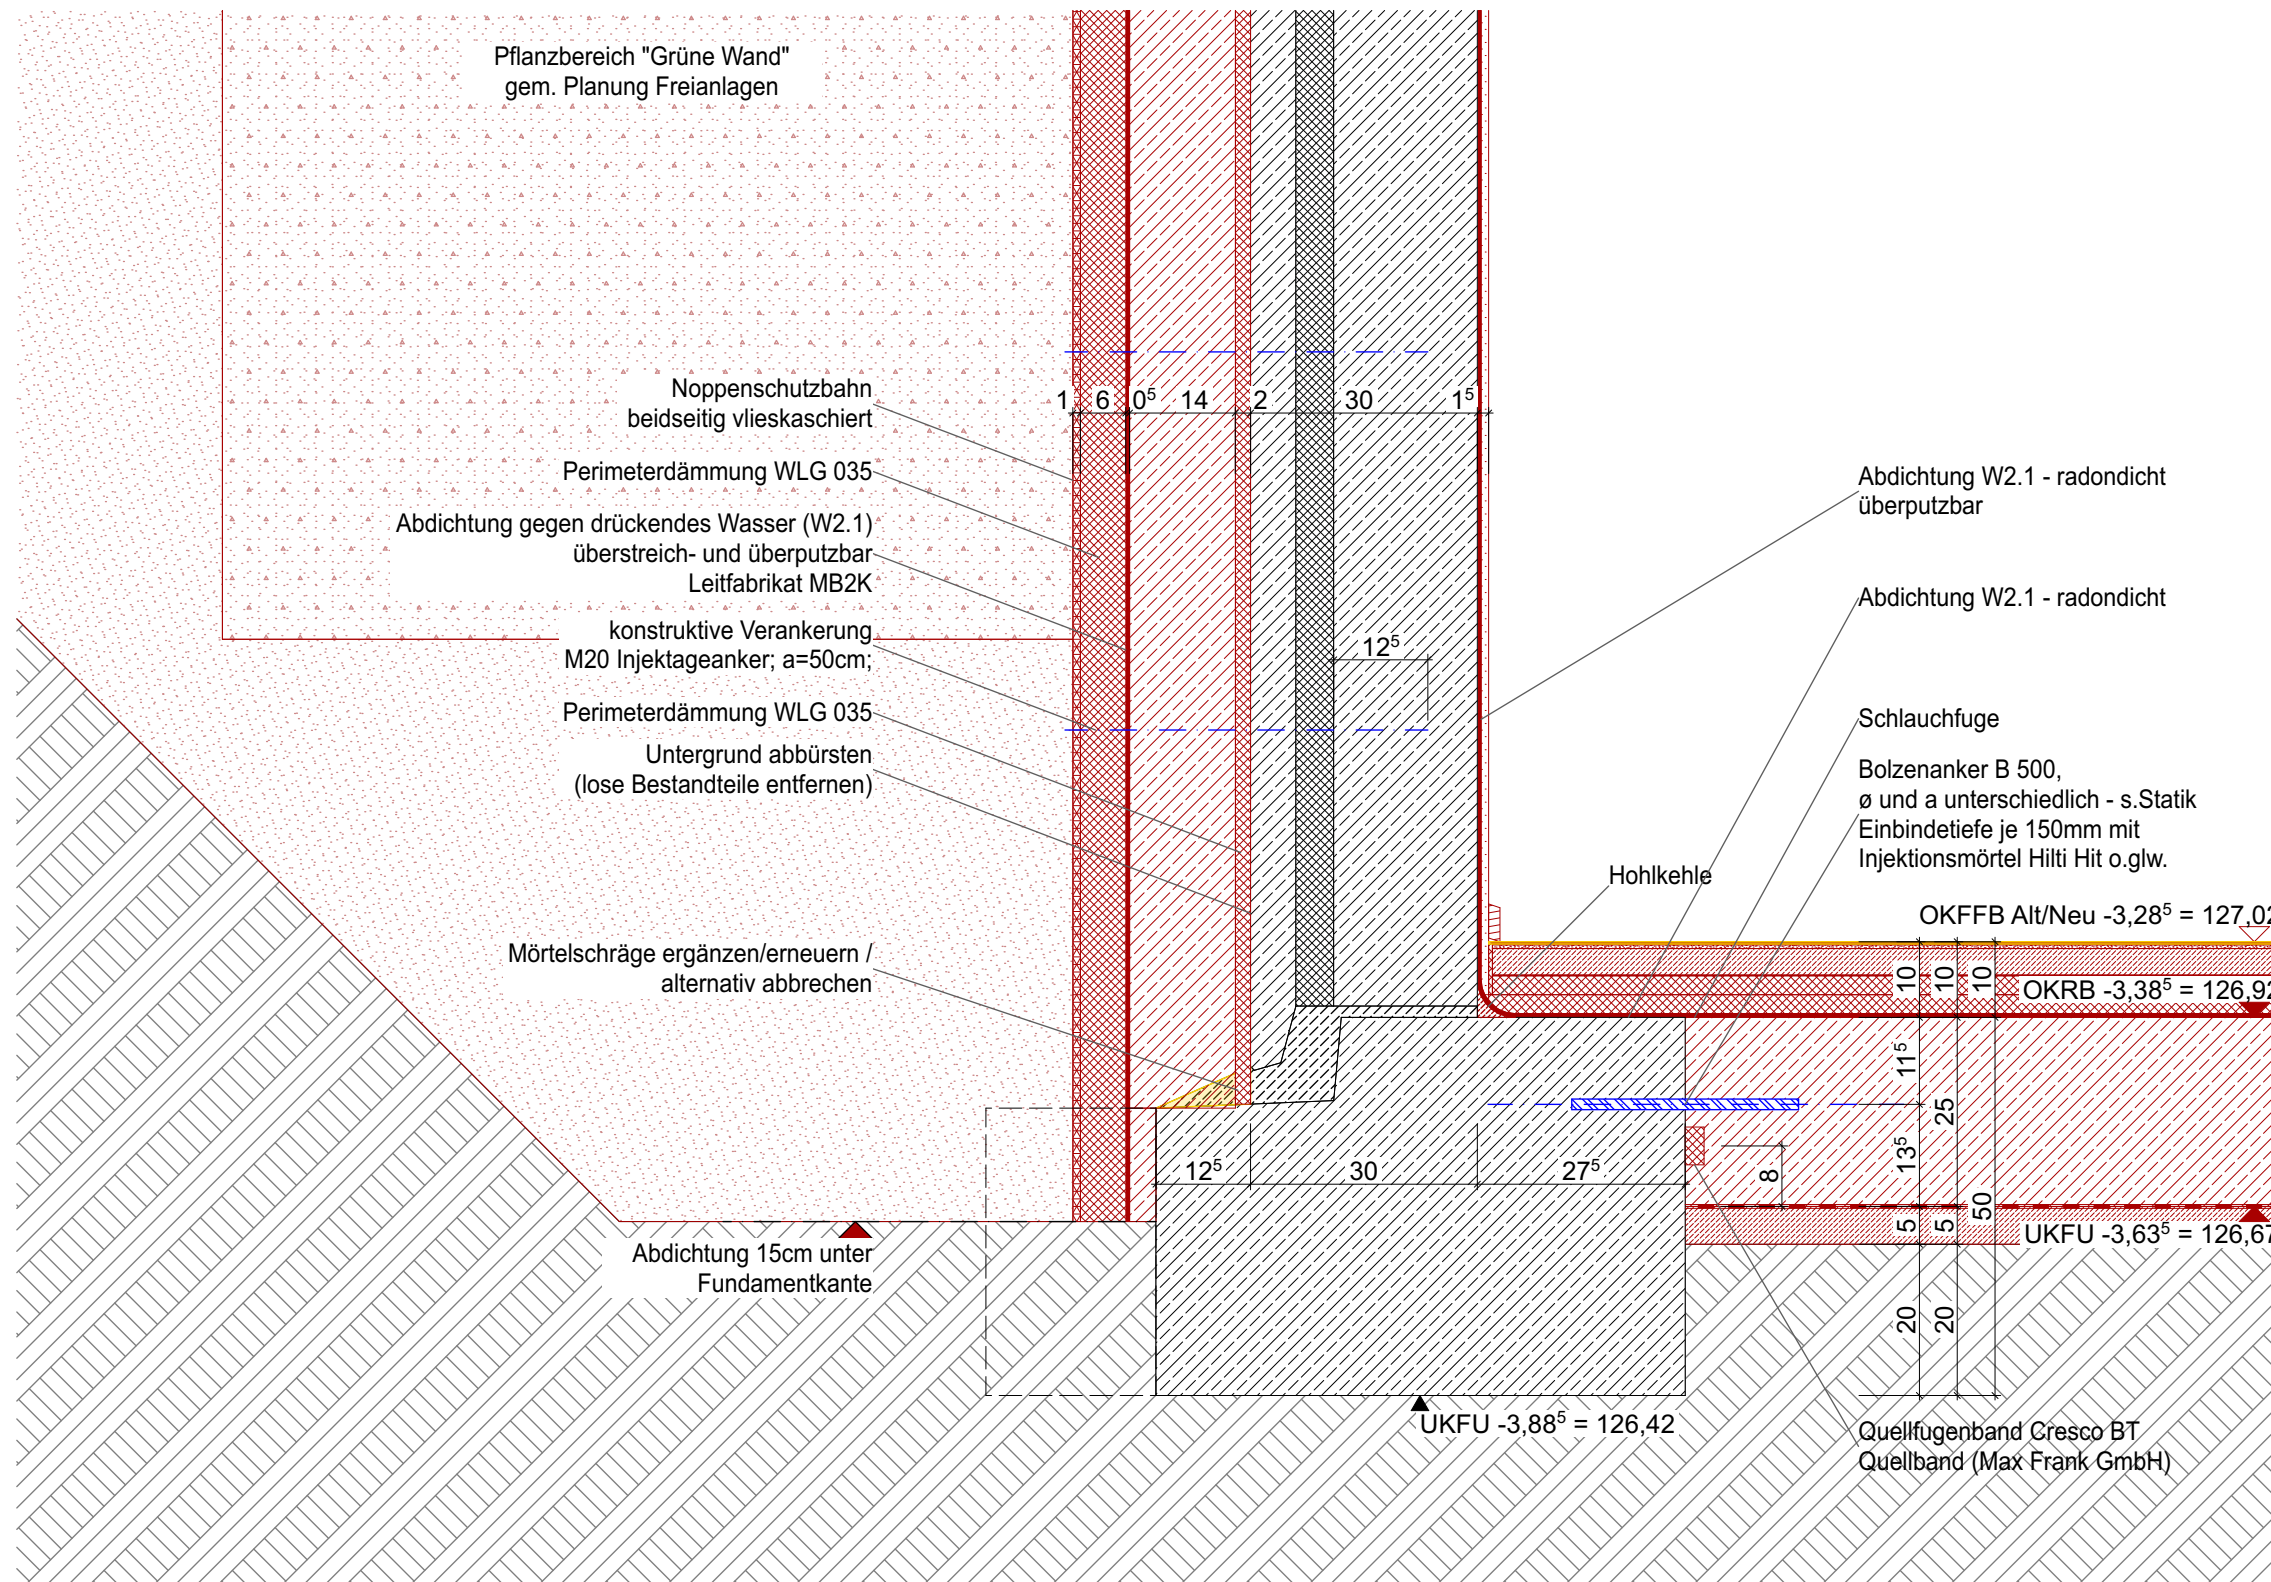 Pflanzbereich "Grüne Wand"
gem. Planung Freianlagen
Noppenschutzbahn
beidseitig vlieskaschiert
Perimeterdämmung WLG 035
Abdichtung gegen drückendes Wasser (W2.1)
überstreich- und überputzbar
Leitfabrikat MB2K
konstruktive Verankerung
M20 Injektageanker; a=50cm;
Perimeterdämmung WLG 035
Untergrund abbürsten
(lose Bestandteile entfernen)
Mörtelschräge ergänzen/erneuern /
alternativ abbrechen
Abdichtung 15cm unter
Fundamentkante
1 6 0⁵ 14 2 30 1⁵
12⁵
12⁵ 30 27⁵
UKFU -3,88⁵ = 126,42
Abdichtung W2.1 - radondicht
überputzbar
Abdichtung W2.1 - radondicht
Schlauchfuge
Bolzenanker B 500,
ø und a unterschiedlich - s.Statik
Einbindetiefe je 150mm mit
Injektionsmörtel Hilti Hit o.glw.
Hohlkehle
OKFFB Alt/Neu -3,28⁵ = 127,02
10 10 10
OKRB -3,38⁵ = 126,92
11⁵
25
13⁵
8
50
5 5
UKFU -3,63⁵ = 126,67
20 20
Quellfugenband Cresco BT
Quellband (Max Frank GmbH)